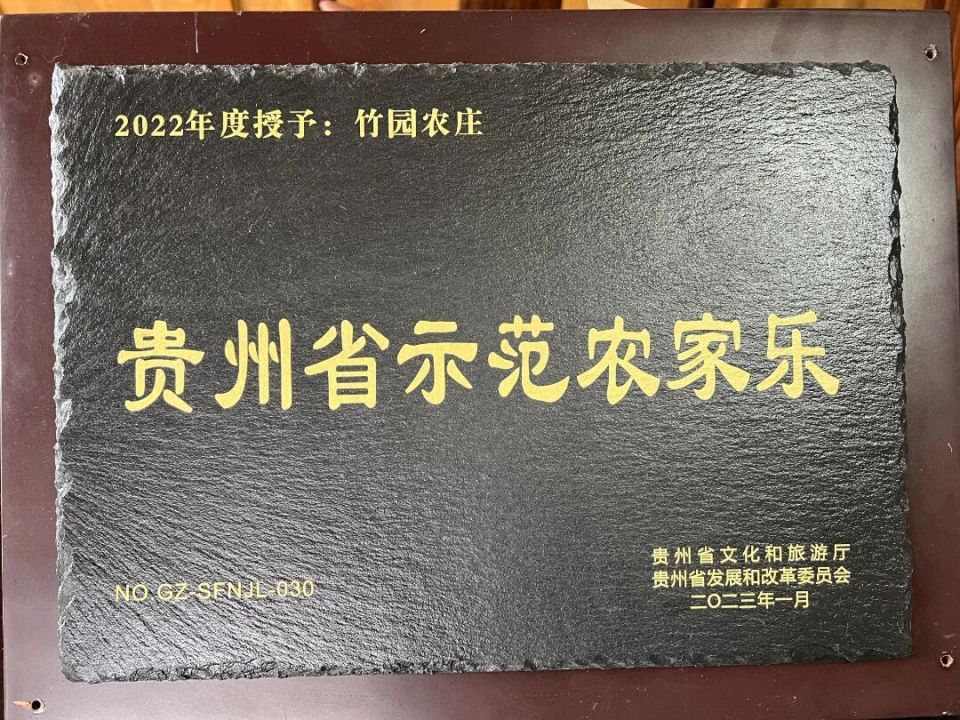 2022年度授予：竹园农庄
贵州省示范农家乐
NO.GZ-SFNJL-030
贵州省文化和旅游厅
贵州省发展和改革委员会
二〇二三年一月